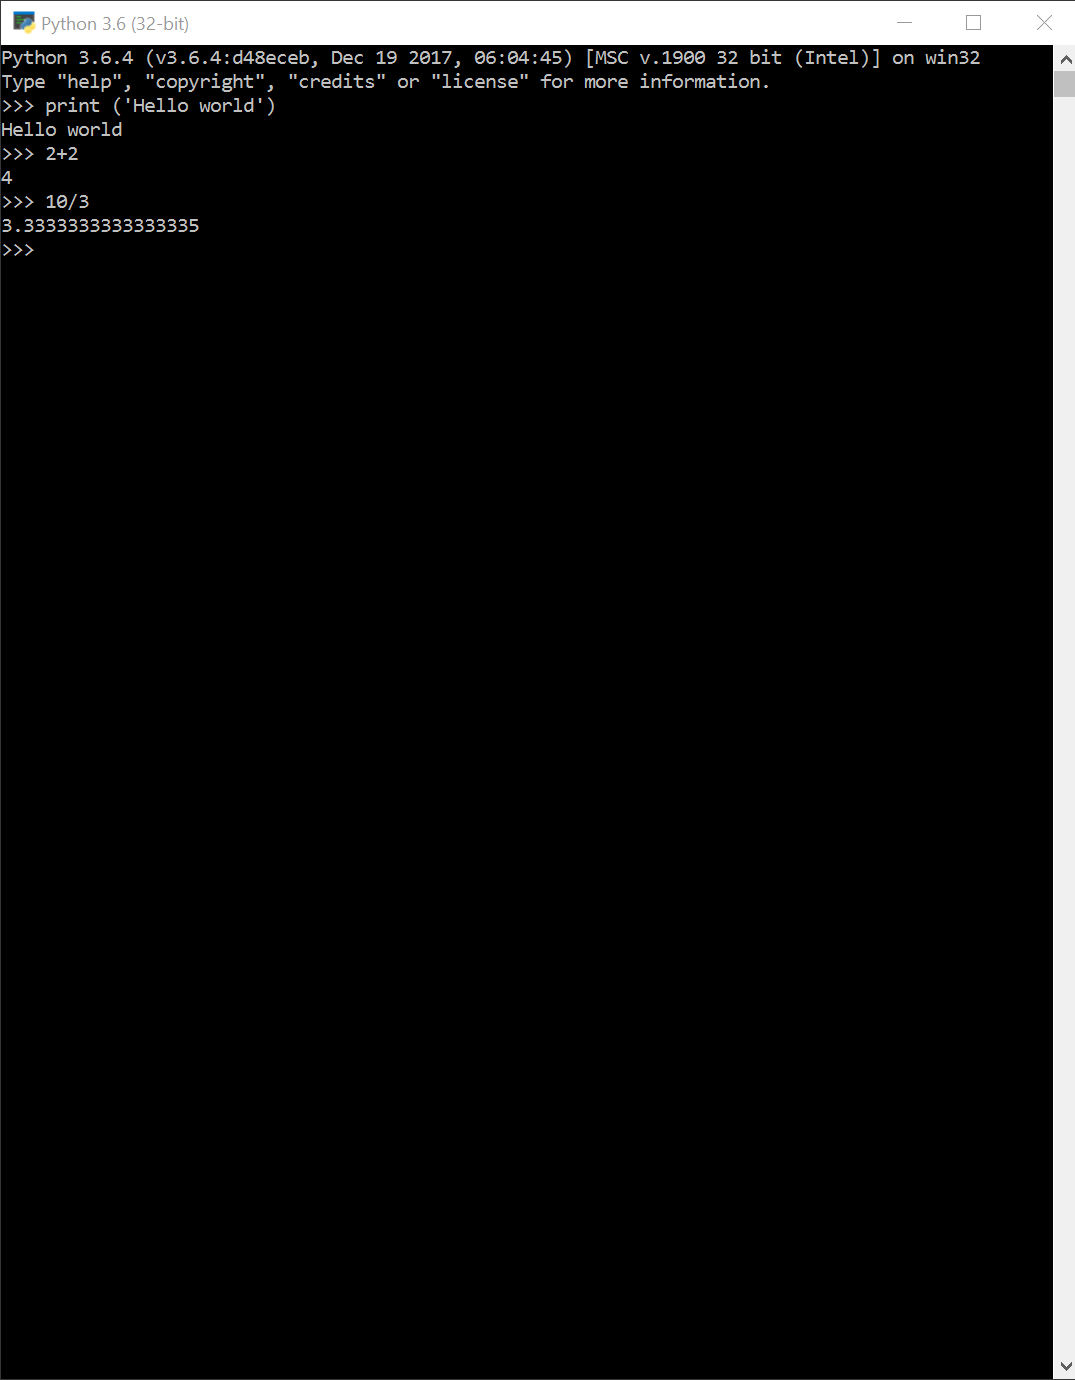 Python 3.6 (32-bit)
Python 3.6.4 (v3.6.4:d48eceb, Dec 19 2017, 06:04:45) [MSC v.1900 32 bit (Intel)] on win32
Type "help", "copyright", "credits" or "license" for more information.
>>> print ('Hello world')
Hello world
>>> 2+2
4
>>> 10/3
3.3333333333333335
>>>